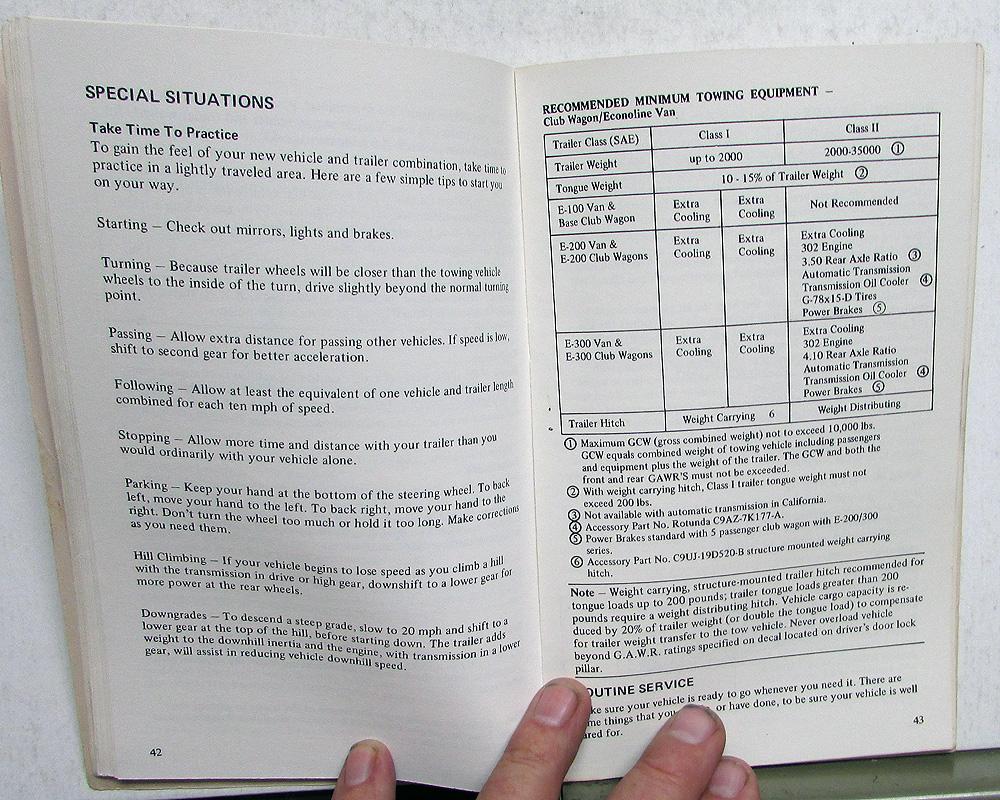 SPECIAL SITUATIONS
Take Time To Practice
To gain the feel of your new vehicle and trailer combination, take time to
practice in a lightly traveled area. Here are a few simple tips to start you
on your way.
Starting – Check out mirrors, lights and brakes.
Turning – Because trailer wheels will be closer than the towing vehicle
wheels to the inside of the turn, drive slightly beyond the normal turning
point.
Passing – Allow extra distance for passing other vehicles. If speed is low,
shift to second gear for better acceleration.
Following – Allow at least the equivalent of one vehicle and trailer length
combined for each ten mph of speed.
Stopping – Allow more time and distance with your trailer than you
would ordinarily with your vehicle alone.
Parking – Keep your hand at the bottom of the steering wheel. To back
left, move your hand to the left. To back right, move your hand to the
right. Don't turn the wheel too much or hold it too long. Make corrections
as you need them.
Hill Climbing – If your vehicle begins to lose speed as you climb a hill
with the transmission in drive or high gear, downshift to a lower gear for
more power at the rear wheels.
Downgrades – To descend a steep grade, slow to 20 mph and shift to a
lower gear at the top of the hill, before starting down. The trailer adds
weight to the downhill inertia and the engine, with transmission in a lower
gear, will assist in reducing vehicle downhill speed.
42
RECOMMENDED MINIMUM TOWING EQUIPMENT –
Club Wagon/Econoline Van
Trailer Class (SAE) Class I Class II
Trailer Weight up to 2000 2000-35000 ①
Tongue Weight 10 - 15% of Trailer Weight ②
E-100 Van & Extra Extra Not Recommended
Base Club Wagon Cooling Cooling
E-200 Van & Extra Extra Extra Cooling
E-200 Club Wagons Cooling Cooling 302 Engine
3.50 Rear Axle Ratio ③
Automatic Transmission
Transmission Oil Cooler ④
G-78x15-D Tires
Power Brakes ⑤
E-300 Van & Extra Extra Extra Cooling
E-300 Club Wagons Cooling Cooling 302 Engine
4.10 Rear Axle Ratio
Automatic Transmission
Transmission Oil Cooler ④
Power Brakes ⑤
Trailer Hitch Weight Carrying 6 Weight Distributing
① Maximum GCW (gross combined weight) not to exceed 10,000 lbs.
GCW equals combined weight of towing vehicle including passengers
and equipment plus the weight of the trailer. The GCW and both the
front and rear GAWR'S must not be exceeded.
② With weight carrying hitch, Class I trailer tongue weight must not
exceed 200 lbs.
③ Not available with automatic transmission in California.
④ Accessory Part No. Rotunda C9AZ-7K177-A.
⑤ Power Brakes standard with 5 passenger club wagon with E-200/300
series.
⑥ Accessory Part No. C9UJ-19D520-B structure mounted weight carrying
hitch.
Note – Weight carrying, structure-mounted trailer hitch recommended for
tongue loads up to 200 pounds; trailer tongue loads greater than 200
pounds require a weight distributing hitch. Vehicle cargo capacity is re-
duced by 20% of trailer weight (or double the tongue load) to compensate
for trailer weight transfer to the tow vehicle. Never overload vehicle
beyond G.A.W.R. ratings specified on decal located on driver's door lock
pillar.
OUTINE SERVICE
ke sure your vehicle is ready to go whenever you need it. There are
me things that you or have done, to be sure your vehicle is well
ared for.
43